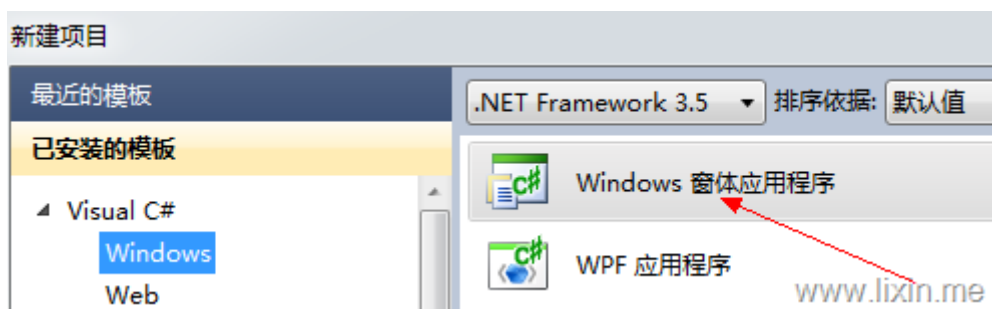 新建项目
最近的模板
已安装的模板
Visual C#
Windows
Web
.NET Framework 3.5 排序依据: 默认值
C# Windows 窗体应用程序
C# WPF 应用程序
www.lixin.me